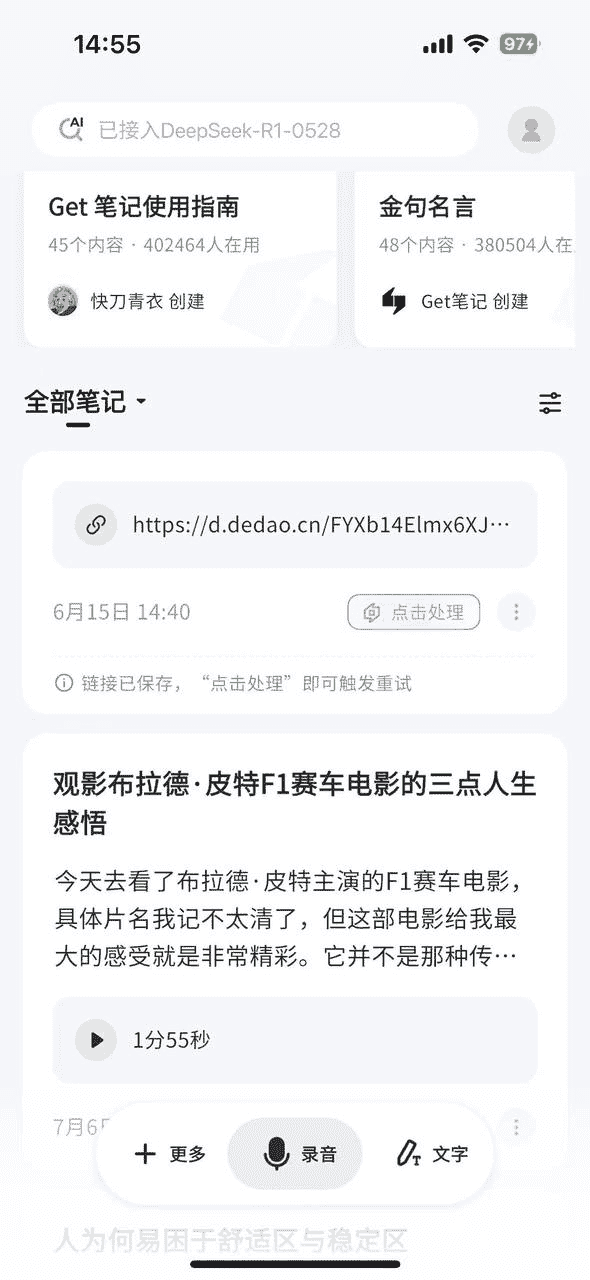 14:55
97
AI 已接入DeepSeek-R1-0528
Get 笔记使用指南
45个内容 · 402464人在用
快刀青衣 创建
金句名言
48个内容 · 380504人在
Get笔记 创建
全部笔记
https://d.dedao.cn/FYXb14Elmx6XJ…
6月15日 14:40
点击处理
链接已保存，“点击处理”即可触发重试
观影布拉德·皮特F1赛车电影的三点人生
感悟
今天去看了布拉德·皮特主演的F1赛车电影，
具体片名我记不太清了，但这部电影给我最
大的感受就是非常精彩。它并不是那种传…
1分55秒
7月6
更多
录音
文字
人为何易困于舒适区与稳定区